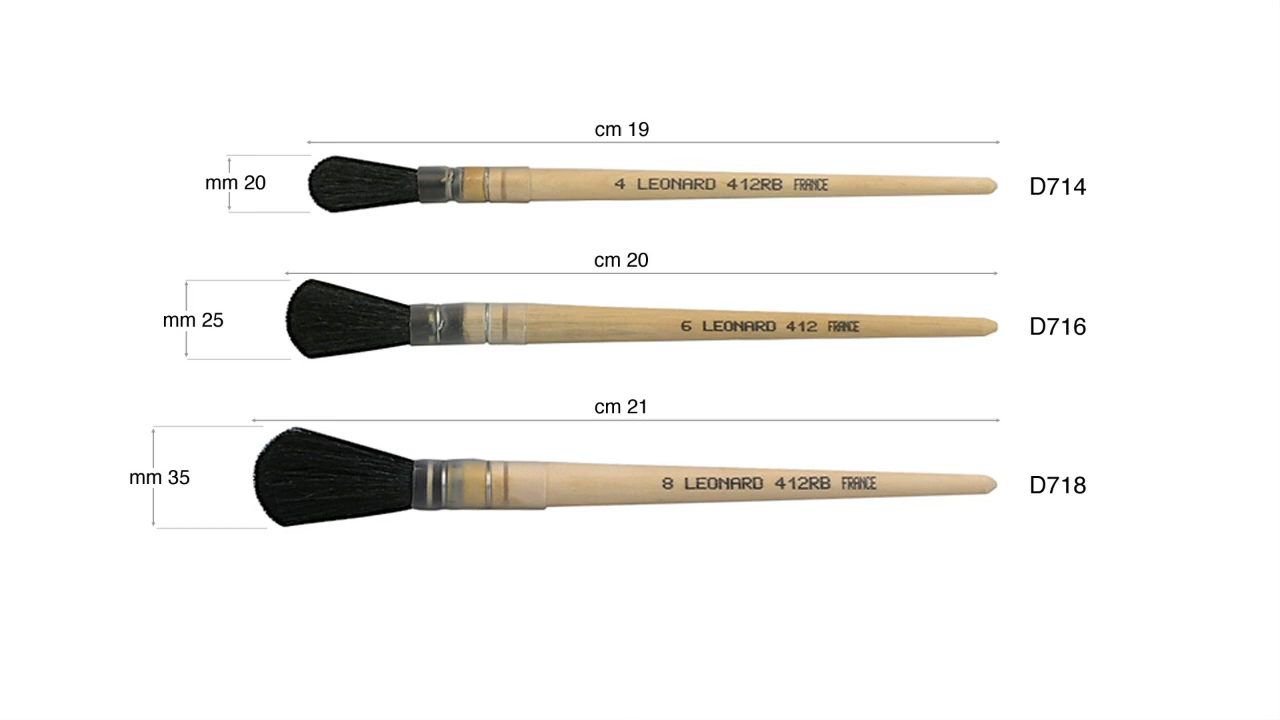 cm 19
mm 20
4 LEONARD 412RB FRANCE
D714
cm 20
mm 25
6 LEONARD 412 FRANCE
D716
cm 21
mm 35
8 LEONARD 412RB FRANCE
D718